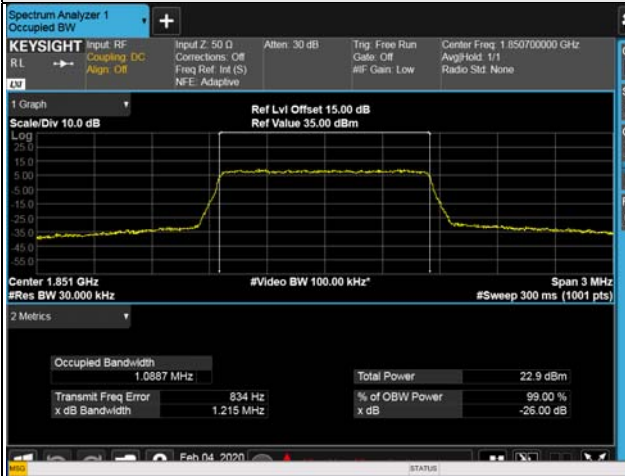 Spectrum Analyzer 1
Occupied BW
KEYSIGHT Input: RF Input Z: 50 Ω Atten: 30 dB Trig: Free Run Center Freq: 1.850700000 GHz
RL Coupling: DC Corrections: Off Gate: Off Avg|Hold: 1/1
Align: Off Freq Ref: Int (S) #IF Gain: Low Radio Std: None
LXI NFE: Adaptive
1 Graph Ref Lvl Offset 15.00 dB
Scale/Div 10.0 dB Ref Value 35.00 dBm
Log
25.0
15.0
5.00
-5.00
-15.0
-25.0
-35.0
-45.0
-55.0
Center 1.851 GHz #Video BW 100.00 kHz* Span 3 MHz
#Res BW 30.000 kHz #Sweep 300 ms (1001 pts)
2 Metrics
Occupied Bandwidth
1.0887 MHz Total Power 22.9 dBm
Transmit Freq Error 834 Hz % of OBW Power 99.00 %
x dB Bandwidth 1.215 MHz x dB -26.00 dB
Feb 04, 2020
MSG STATUS